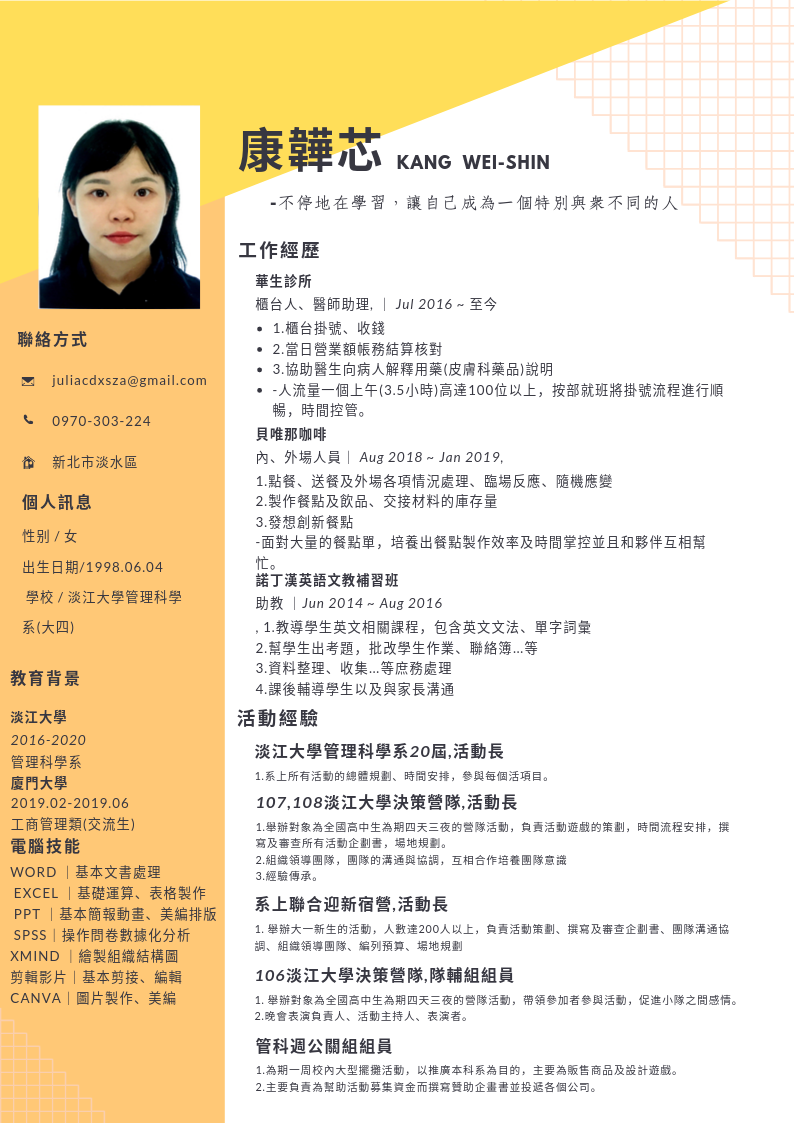 康韡芯 KANG WEI-SHIN
-不停地在學習，讓自己成為一個特別與眾不同的人
聯絡方式
juliacdxsza@gmail.com
0970-303-224
新北市淡水區
個人訊息
性别 / 女
出生日期/1998.06.04
學校 / 淡江大學管理科學
系(大四)
教育背景
淡江大學
2016-2020
管理科學系
廈門大學
2019.02-2019.06
工商管理類(交流生)
電腦技能
WORD ｜基本文書處理
EXCEL ｜基礎運算、表格製作
PPT ｜基本簡報動畫、美編排版
SPSS｜操作問卷數據化分析
XMIND ｜繪製組織結構圖
剪輯影片｜基本剪接、編輯
CANVA｜圖片製作、美編
工作經歷
華生診所
櫃台人、醫師助理, ｜ Jul 2016 ~ 至今
• 1.櫃台掛號、收錢
• 2.當日營業額帳務結算核對
• 3.協助醫生向病人解釋用藥(皮膚科藥品)說明
• -人流量一個上午(3.5小時)高達100位以上，按部就班將掛號流程進行順
暢，時間控管。
貝唯那咖啡
內、外場人員｜ Aug 2018 ~ Jan 2019,
1.點餐、送餐及外場各項情況處理、臨場反應、隨機應變
2.製作餐點及飲品、交接材料的庫存量
3.發想創新餐點
-面對大量的餐點單，培養出餐點製作效率及時間掌控並且和夥伴互相幫
忙。
諾丁漢英語文教補習班
助教 ｜Jun 2014 ~ Aug 2016
, 1.教導學生英文相關課程，包含英文文法、單字詞彙
2.幫學生出考題，批改學生作業、聯絡簿...等
3.資料整理、收集...等庶務處理
4.課後輔導學生以及與家長溝通
活動經驗
淡江大學管理科學系20屆,活動長
1.系上所有活動的總體規劃、時間安排，參與每個活項目。
107,108淡江大學決策營隊,活動長
1.舉辦對象為全國高中生為期四天三夜的營隊活動，負責活動遊戲的策劃，時間流程安排，撰
寫及審查所有活動企劃書，場地規劃。
2.組織領導團隊，團隊的溝通與協調，互相合作培養團隊意識
3.經驗傳承。
系上聯合迎新宿營,活動長
1. 舉辦大一新生的活動，人數達200人以上，負責活動策劃、撰寫及審查企劃書、團隊溝通協
調、組織領導團隊、編列預算、場地規劃
106淡江大學決策營隊,隊輔組組員
1. 舉辦對象為全國高中生為期四天三夜的營隊活動，帶領參加者參與活動，促進小隊之間感情。
2.晚會表演負責人、活動主持人、表演者。
管科週公關組組員
1.為期一周校內大型擺攤活動，以推廣本科系為目的，主要為販售商品及設計遊戲。
2.主要負責為幫助活動募集資金而撰寫贊助企畫書並投遞各個公司。